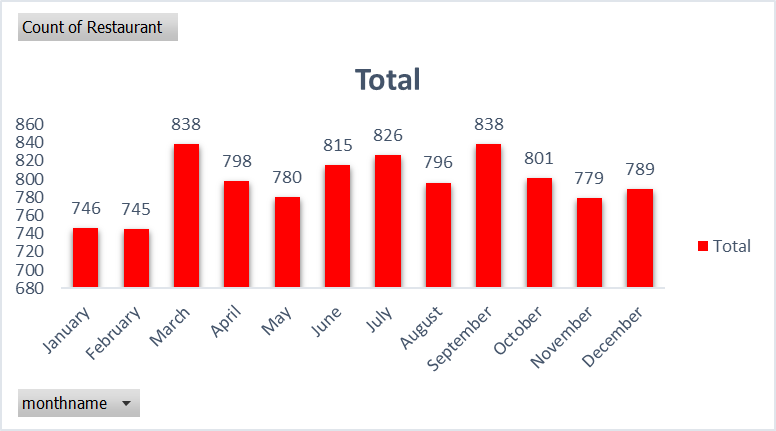 Count of Restaurant
Total
860
840
820
800
780
760
740
720
700
680
746
745
838
798
780
815
826
796
838
801
779
789
January
February
March
April
May
June
July
August
September
October
November
December
Total
monthname